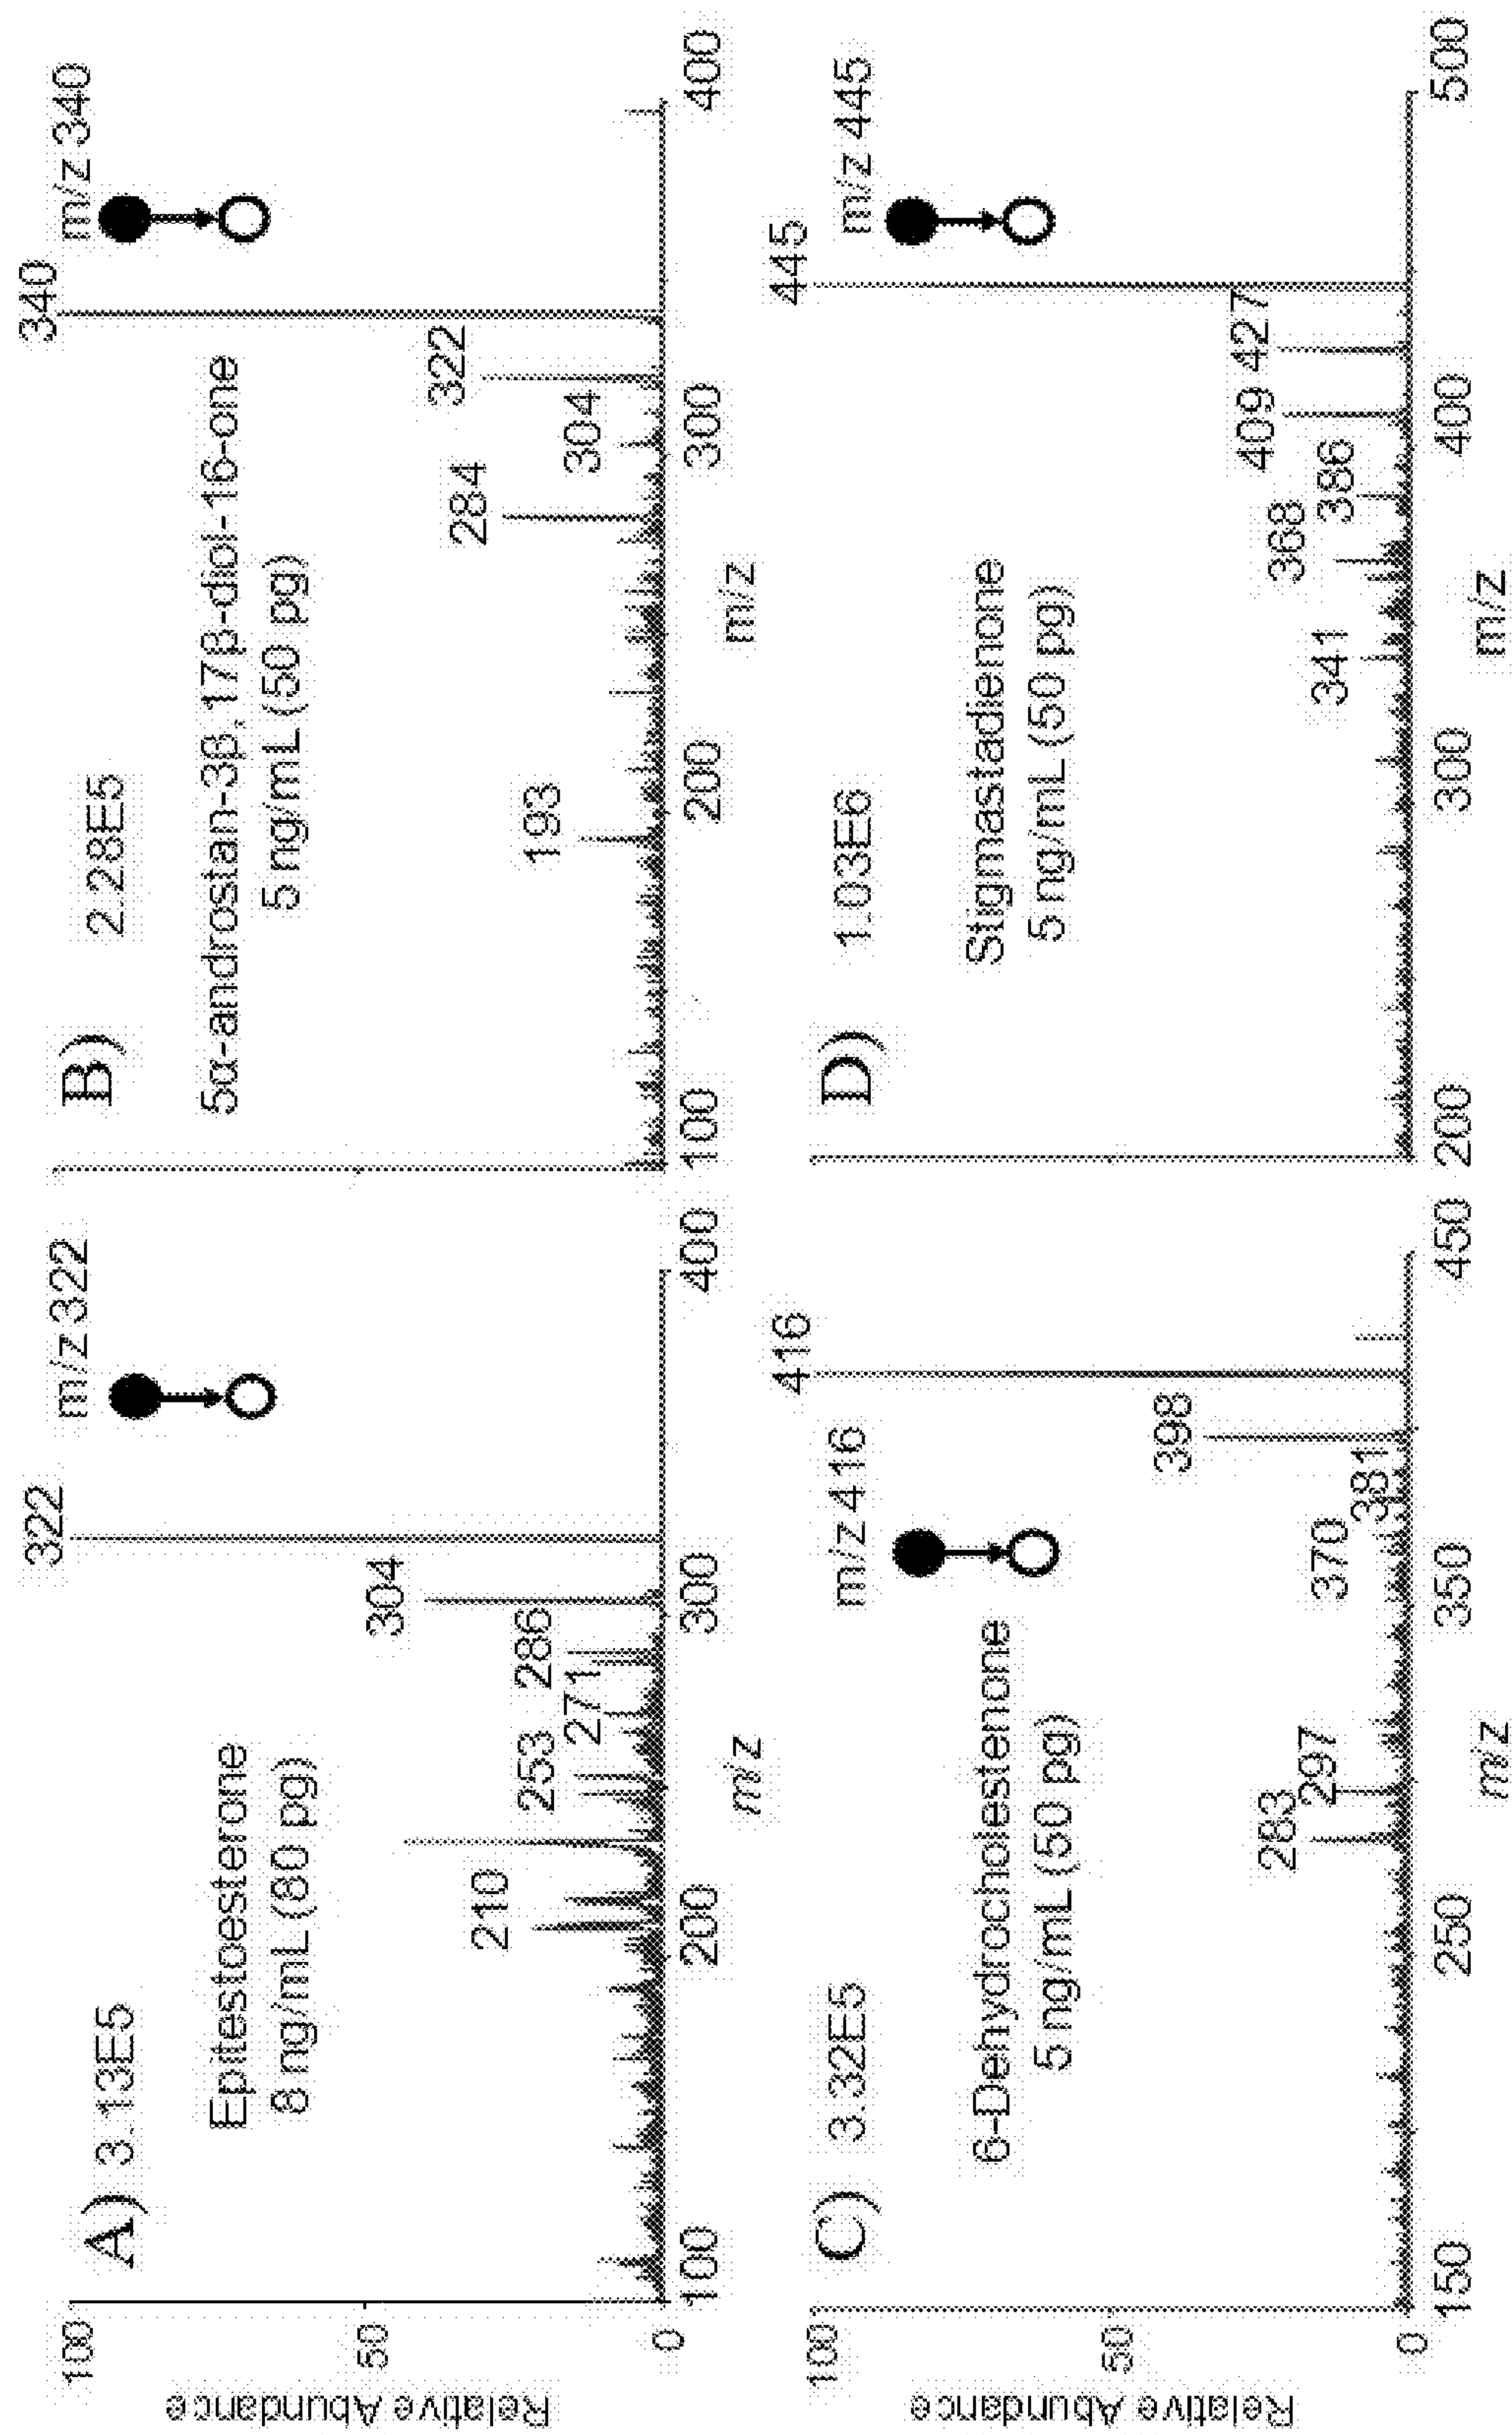 A) 3.13E5
m/z 322
322
Epitestoesterone
8 ng/mL (80 pg)
304
286
271
253
210
100
50
0
Relative Abundance
100
200
300
400
m/z
B) 2.28E5
m/z 340
340
5α-androstan-3β,17β-diol-16-one
5 ng/mL (50 pg)
322
304
284
193
100
200
300
400
m/z
C) 3.32E5
m/z 416
416
6-Dehydrocholestenone
5 ng/mL (50 pg)
398
381
370
297
283
100
50
0
Relative Abundance
150
250
350
450
m/z
D) 1.03E6
m/z 445
445
Stigmastadienone
5 ng/mL (50 pg)
427
409
386
368
341
200
300
400
500
m/z